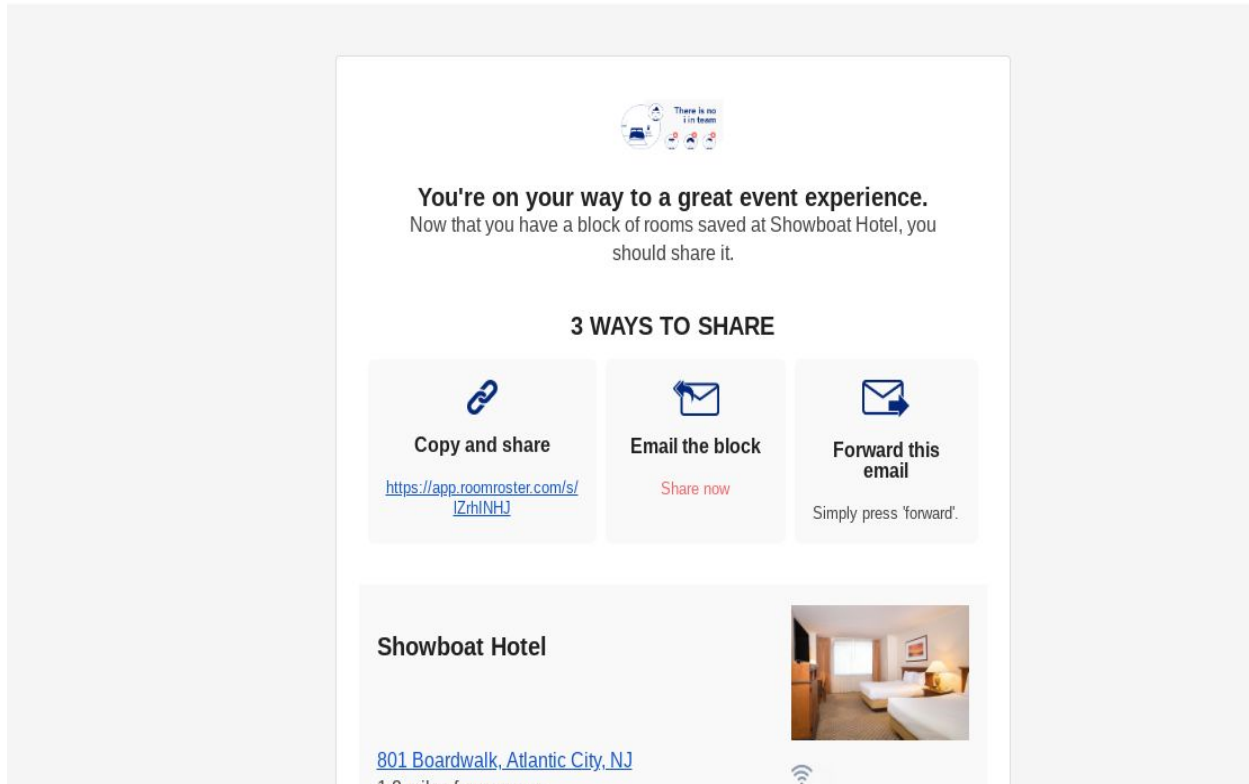 There is no
i in team
You're on your way to a great event experience.
Now that you have a block of rooms saved at Showboat Hotel, you
should share it.
3 WAYS TO SHARE
Copy and share
https://app.roomroster.com/s/
lZrhINHJ
Email the block
Share now
Forward this
email
Simply press 'forward'.
Showboat Hotel
801 Boardwalk, Atlantic City, NJ